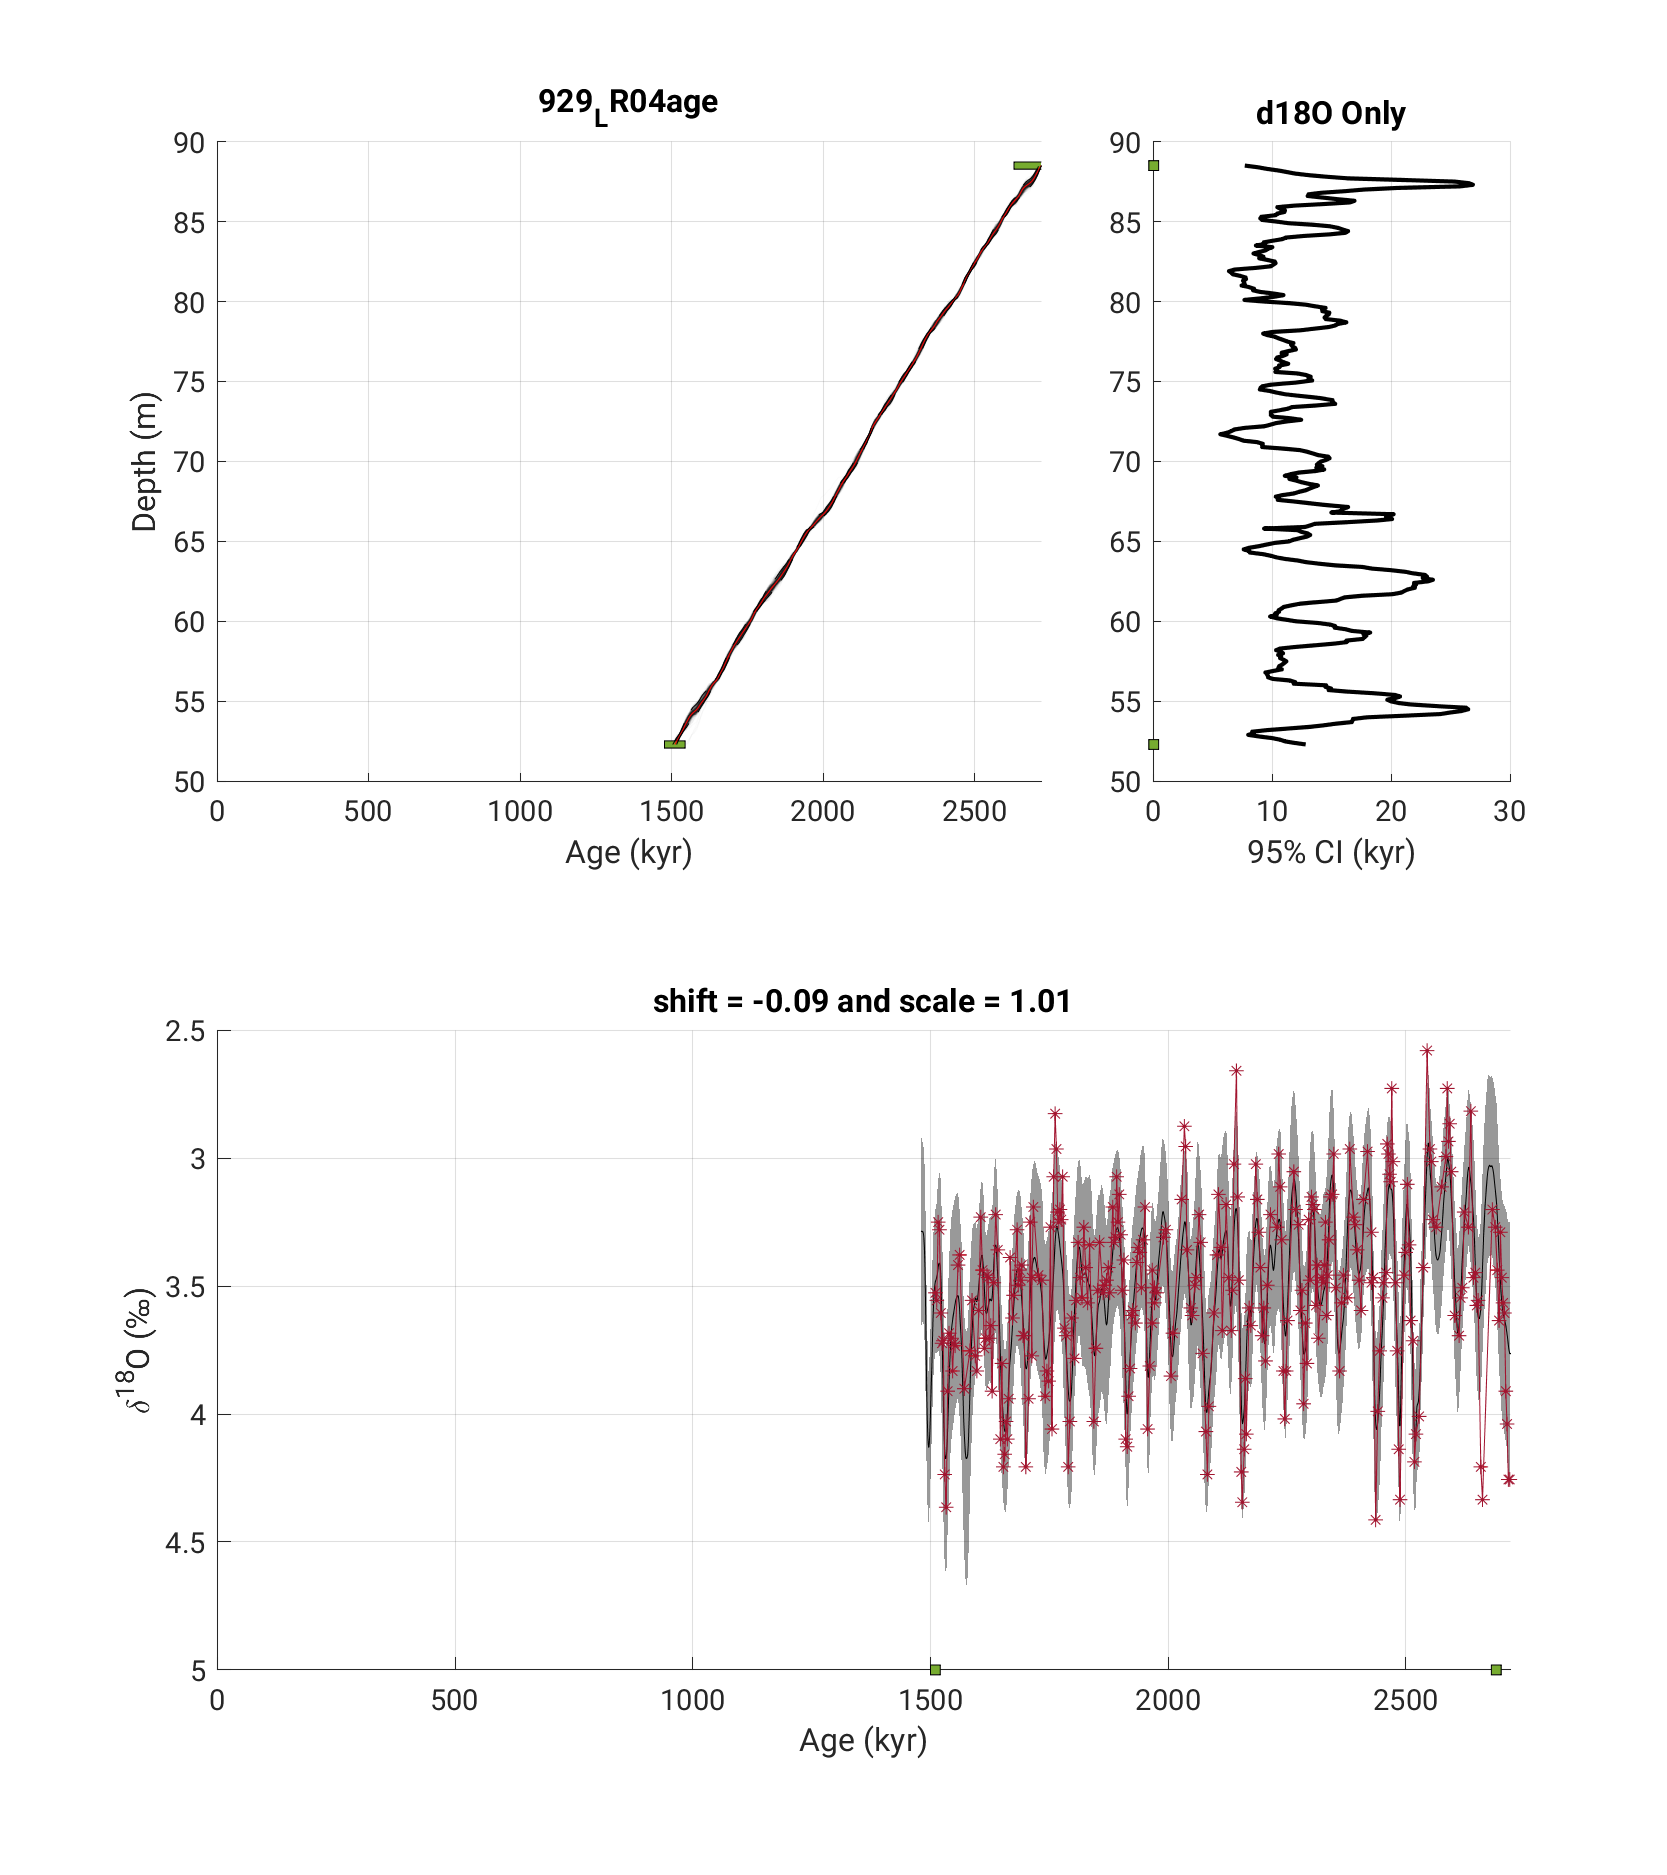 929LR04age
d18O Only
90
85
80
75
70
65
60
55
50
Depth (m)
0 500 1000 1500 2000 2500
Age (kyr)
90
85
80
75
70
65
60
55
50
0 10 20 30
95% CI (kyr)
shift = -0.09 and scale = 1.01
2.5
3
3.5
4
4.5
5
δ18O (‰)
0 500 1000 1500 2000 2500
Age (kyr)